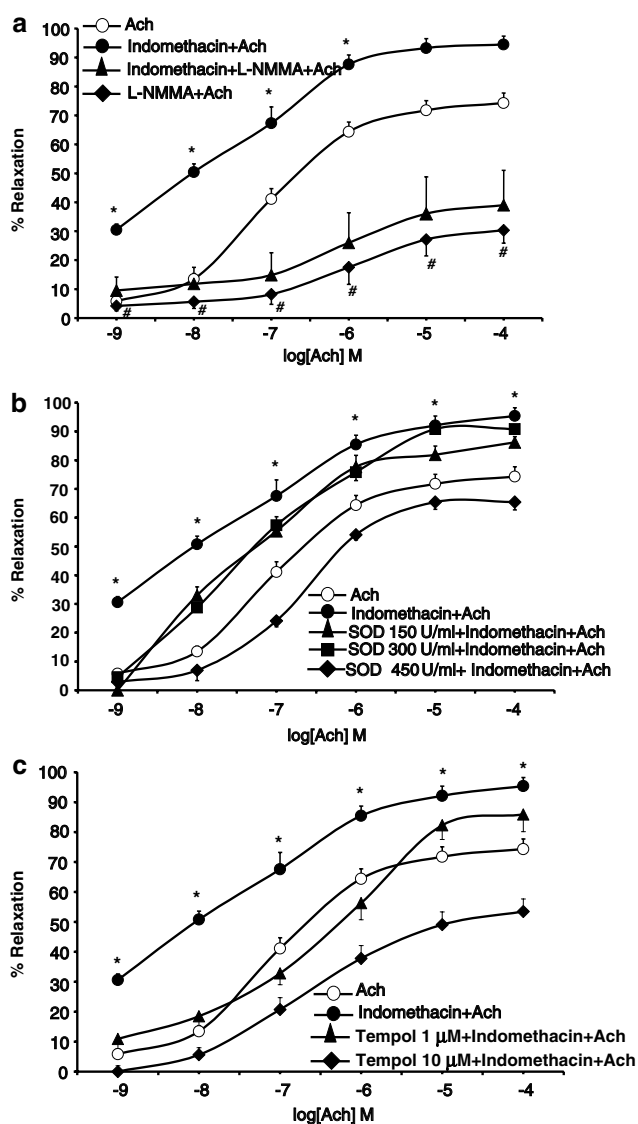 a
100
90
80
70
60
50
40
30
20
10
0
% Relaxation
Ach
Indomethacin+Ach
Indomethacin+L-NMMA+Ach
L-NMMA+Ach
* * * *
# # # # # #
-9 -8 -7 -6 -5 -4
log[Ach] M
b
100
90
80
70
60
50
40
30
20
10
0
% Relaxation
* * * * * *
Ach
Indomethacin+Ach
SOD 150 U/ml+Indomethacin+Ach
SOD 300 U/ml+Indomethacin+Ach
SOD 450U/ml+ Indomethacin+Ach
-9 -8 -7 -6 -5 -4
log[Ach] M
c
100
90
80
70
60
50
40
30
20
10
0
% Relaxation
* * * * * *
Ach
Indomethacin+Ach
Tempol 1 µM+Indomethacin+Ach
Tempol 10 µM+Indomethacin+Ach
-9 -8 -7 -6 -5 -4
log[Ach] M